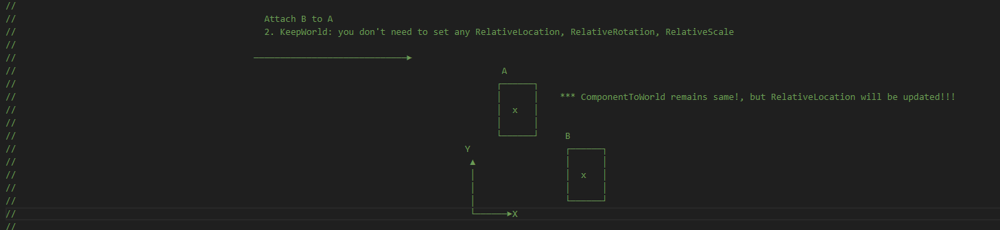 //
// Attach B to A
// 2. KeepWorld: you don't need to set any RelativeLocation, RelativeRotation, RelativeScale
//
// ─────────────────────────────►
// A
// ┌──────┐
// │ │ *** ComponentToWorld remains same!, but RelativeLocation will be updated!!!
// │ x │
// │ │
// └──────┘ B
// Y ┌──────┐
// ▲ │ │
// │ │ x │
// │ │ │
// │ └──────┘
// └──────►X
//